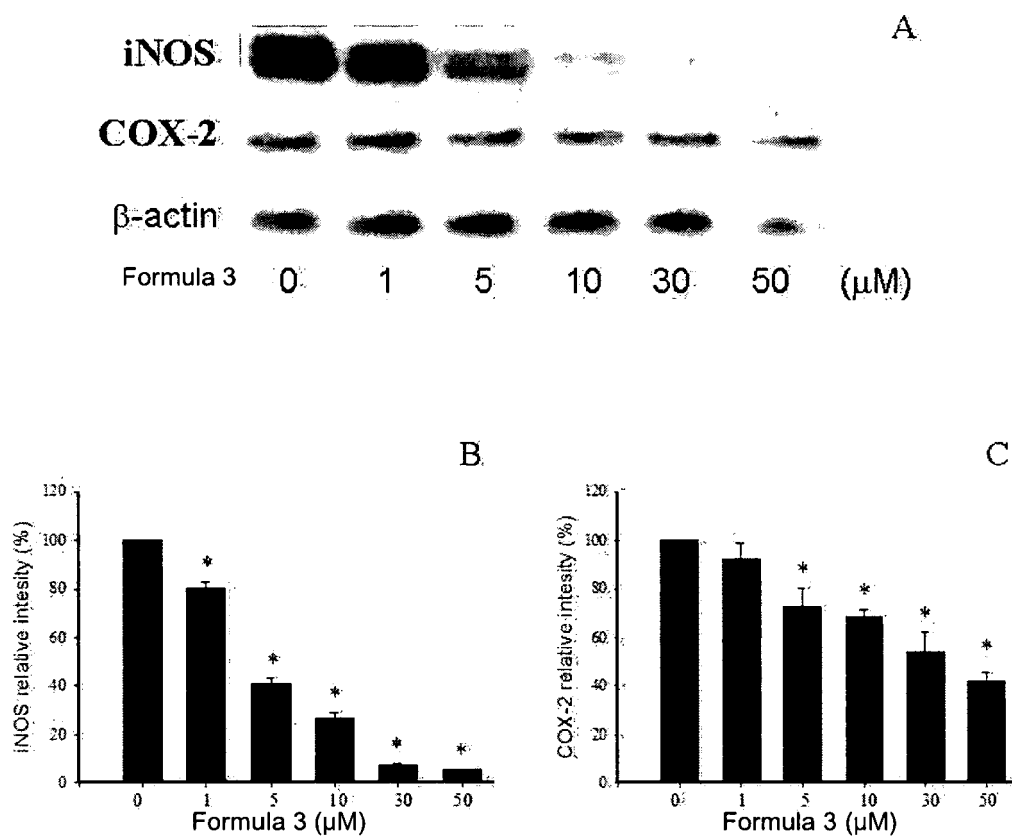 A
iNOS
COX-2
β-actin
Formula 3 0 1 5 10 30 50 (μM)
B
iNOS relative intesity (%)
120
100
80
60
40
20
0
*
*
*
*
*
0 1 5 10 30 50
Formula 3 (μM)
C
COX-2 relative intesity (%)
120
100
80
60
40
20
0
*
*
*
*
0 1 5 10 30 50
Formula 3 (μM)